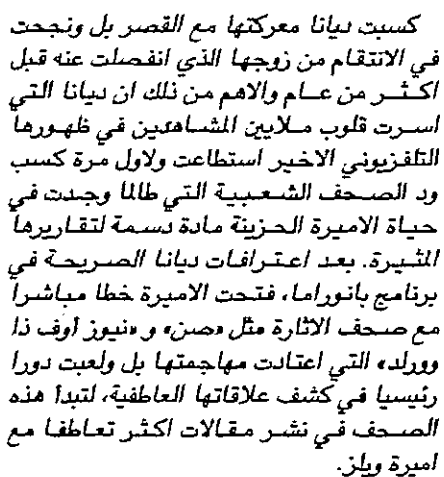 كسبت ديانا معركتها مع القصر بل ونجحت
في الانتقام من زوجها الذي انفصلت عنه قبل
اكثر من عام والاهم من ذلك ان ديانا التي
اسرت قلوب ملايين المشاهدين في ظهورها
التلفزيوني الاخير استطاعت ولاول مرة كسب
ود الصحف الشعبية التي طالما وجدت في
حياة الاميرة الحزينة مادة دسمة لتقاريرها
المثيرة. بعد اعترافات ديانا الصريحة في
برنامج بانوراما، فتحت الاميرة خطا مباشرا
مع صحف الاثارة مثل «صن» و «نيوز أوف ذا
وورلد» التي اعتادت مهاجمتها بل ولعبت دورا
رئيسيا في كشف علاقاتها العاطفية، لتبدأ هذه
الصحف في نشر مقالات اكثر تعاطفا مع
اميرة ويلز.